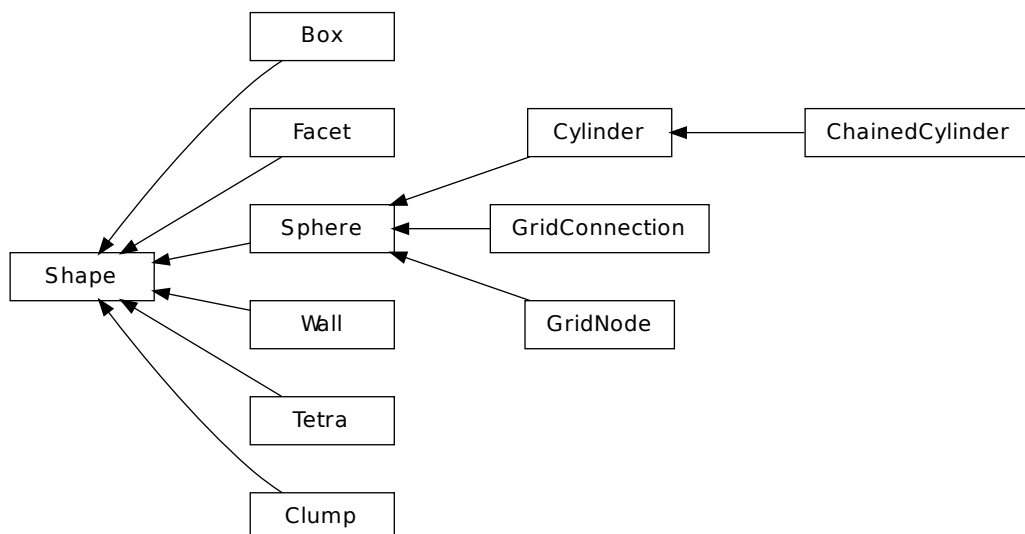 Box
Facet
Cylinder
ChainedCylinder
Sphere
GridConnection
Shape
Wall
GridNode
Tetra
Clump